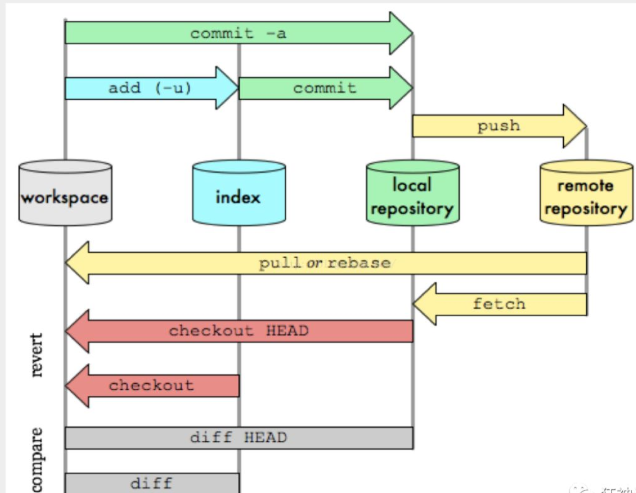 commit -a
add (-u)
commit
push
workspace
index
local
repository
remote
repository
pull or rebase
fetch
checkout HEAD
revert
checkout
diff HEAD
compare
diff